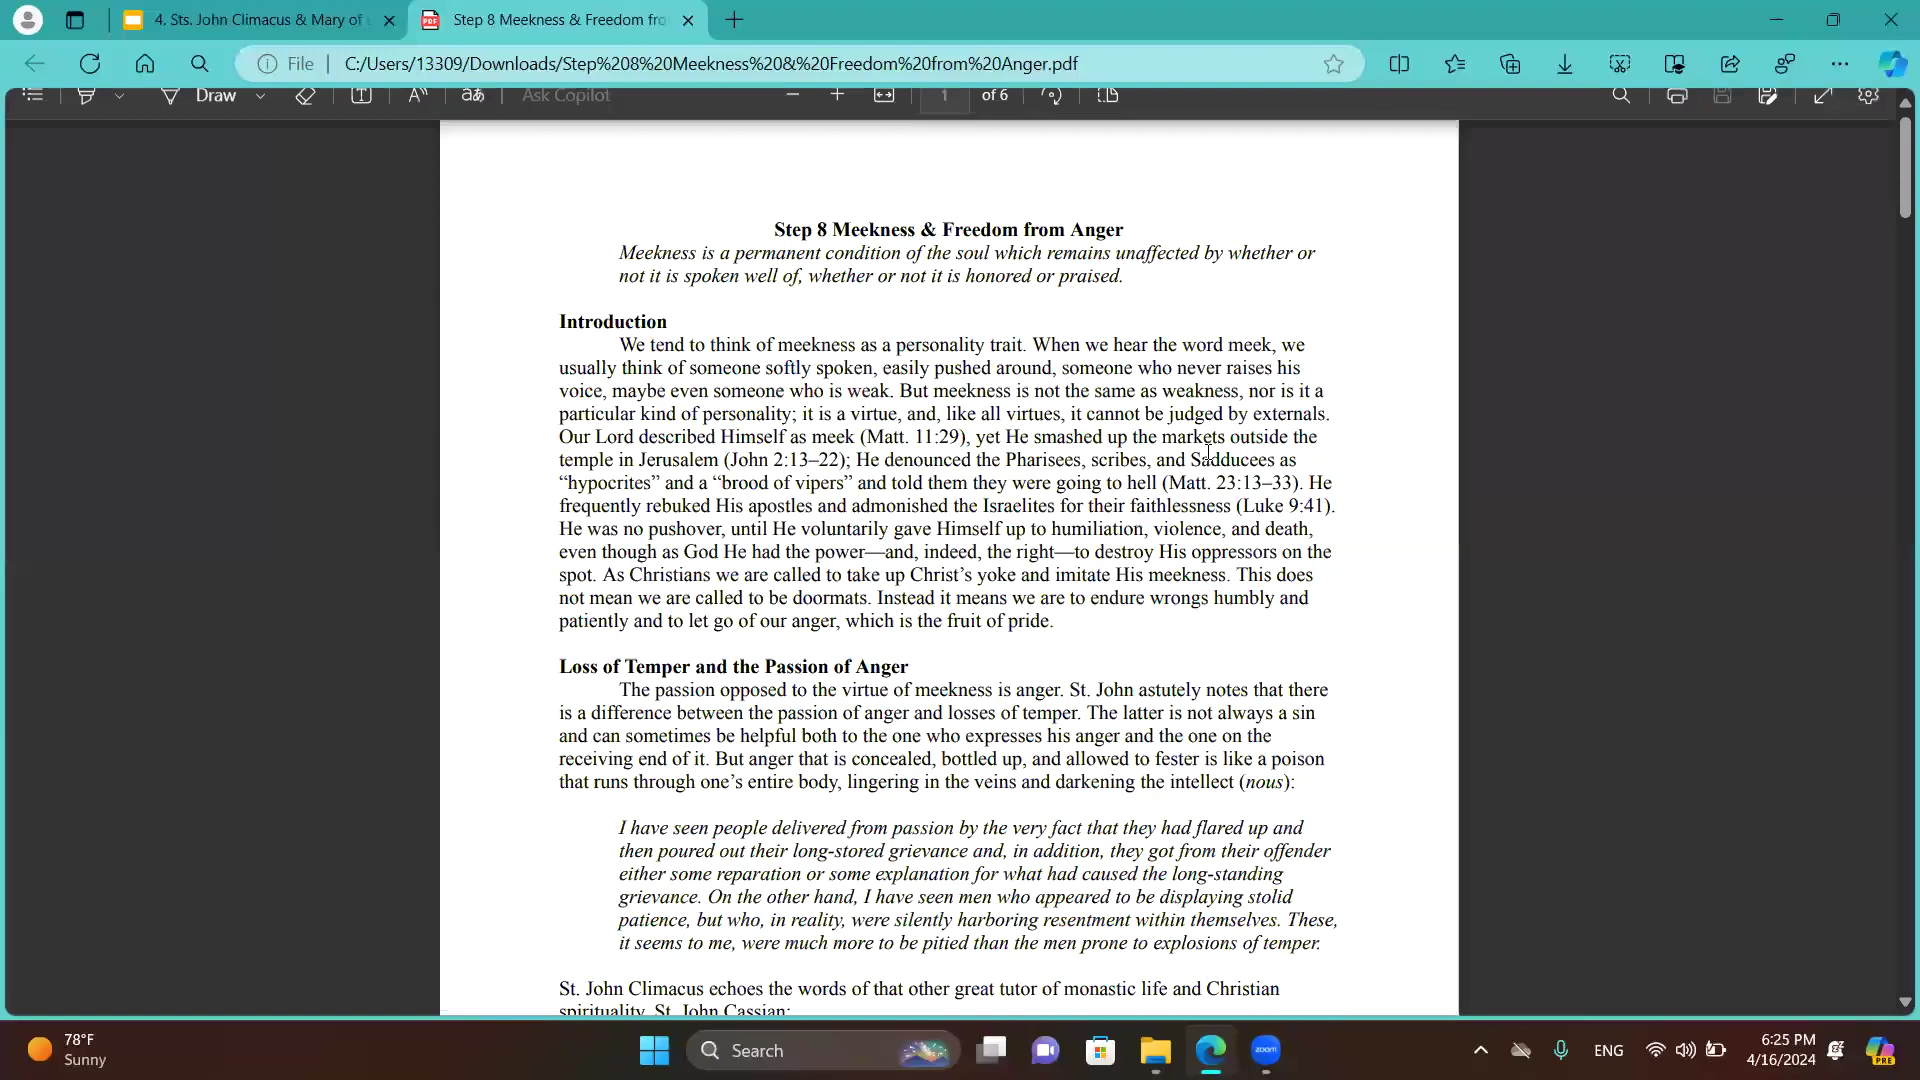 4, Sts. John Climacus & Mary of
Step 8 Meekness & Freedom fro
File
C:/Users/13309/Downloads/Step%208%20Meekness%20&%20Freedom%20from%20Anger.pdf
Draw
Ask Copilot
1 of 6
Step 8 Meekness & Freedom from Anger
Meekness is a permanent condition of the soul which remains unaffected by whether or
not it is spoken well of, whether or not it is honored or praised.
Introduction
We tend to think of meekness as a personality trait. When we hear the word meek, we
usually think of someone softly spoken, easily pushed around, someone who never raises his
voice, maybe even someone who is weak. But meekness is not the same as weakness, nor is it a
particular kind of personality; it is a virtue, and, like all virtues, it cannot be judged by externals.
Our Lord described Himself as meek (Matt. 11:29), yet He smashed up the markets outside the
temple in Jerusalem (John 2:13–22); He denounced the Pharisees, scribes, and Sadducees as
“hypocrites” and a “brood of vipers” and told them they were going to hell (Matt. 23:13–33). He
frequently rebuked His apostles and admonished the Israelites for their faithlessness (Luke 9:41).
He was no pushover, until He voluntarily gave Himself up to humiliation, violence, and death,
even though as God He had the power—and, indeed, the right—to destroy His oppressors on the
spot. As Christians we are called to take up Christ’s yoke and imitate His meekness. This does
not mean we are called to be doormats. Instead it means we are to endure wrongs humbly and
patiently and to let go of our anger, which is the fruit of pride.
Loss of Temper and the Passion of Anger
The passion opposed to the virtue of meekness is anger. St. John astutely notes that there
is a difference between the passion of anger and losses of temper. The latter is not always a sin
and can sometimes be helpful both to the one who expresses his anger and the one on the
receiving end of it. But anger that is concealed, bottled up, and allowed to fester is like a poison
that runs through one’s entire body, lingering in the veins and darkening the intellect (nous):
I have seen people delivered from passion by the very fact that they had flared up and
then poured out their long-stored grievance and, in addition, they got from their offender
either some reparation or some explanation for what had caused the long-standing
grievance. On the other hand, I have seen men who appeared to be displaying stolid
patience, but who, in reality, were silently harboring resentment within themselves. These,
it seems to me, were much more to be pitied than the men prone to explosions of temper.
St. John Climacus echoes the words of that other great tutor of monastic life and Christian
spirituality, St. John Cassian:
78°F
Sunny
Search
zoom
ENG
6:25 PM
4/16/2024
PRE